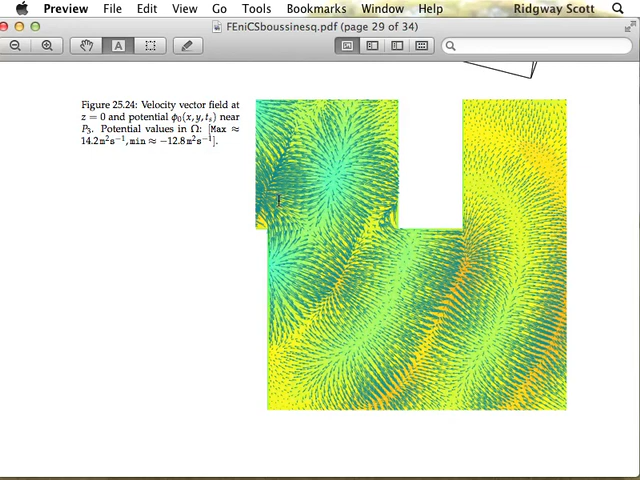 Preview File Edit View Go Tools Bookmarks Window Help Ridgway Scott
FEniCSboussinesq.pdf (page 29 of 34)
Figure 25.24: Velocity vector field at
z = 0 and potential ϕ₀(x, y, tₛ) near
P₃. Potential values in Ω: [Max ≈
14.2m²s⁻¹, min ≈ −12.8m²s⁻¹].